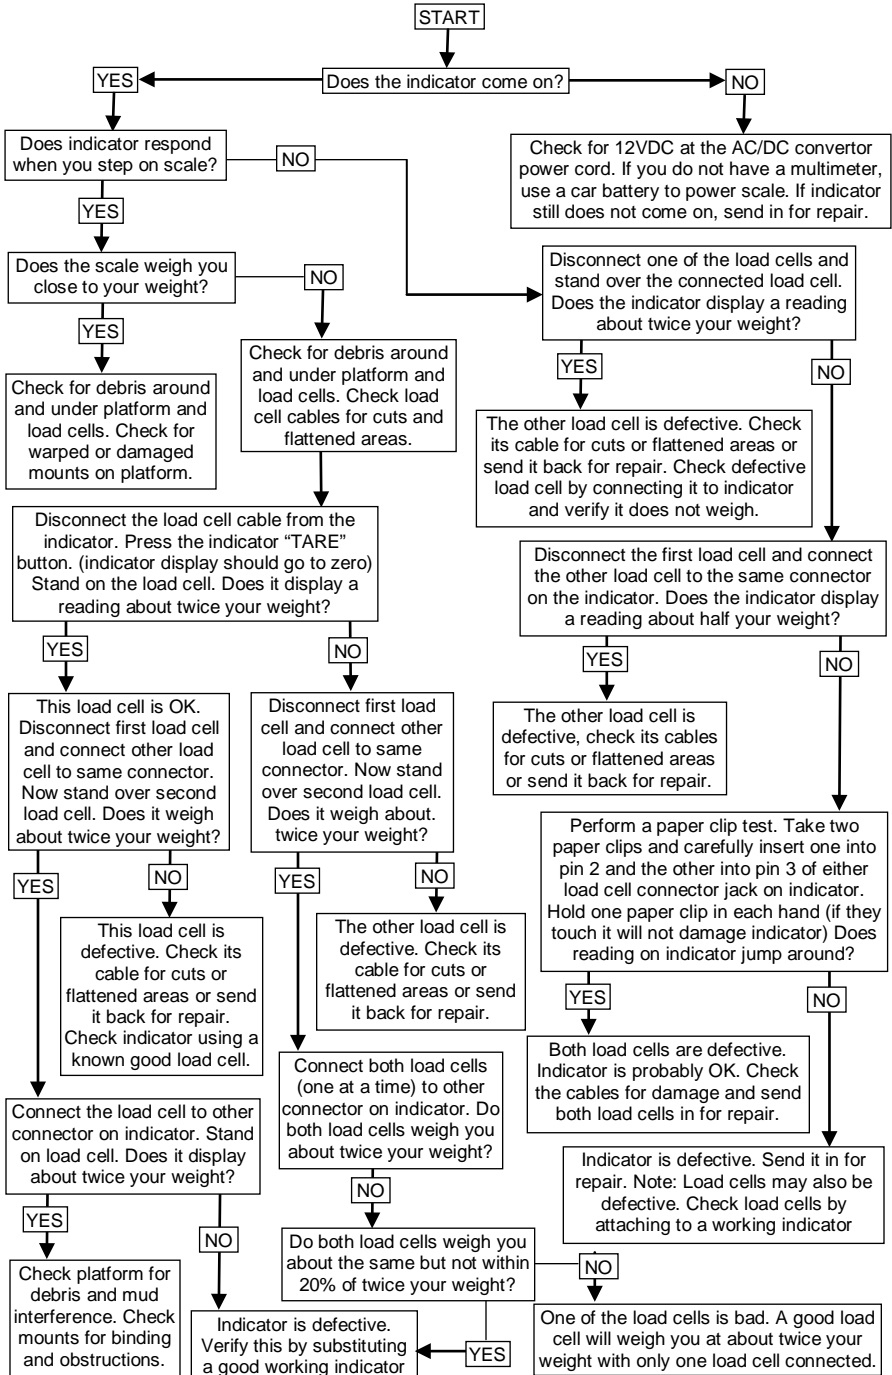 START
Does the indicator come on?
YES
NO
Does indicator respond
when you step on scale?
NO
Check for 12VDC at the AC/DC convertor
power cord. If you do not have a multimeter,
use a car battery to power scale. If indicator
still does not come on, send in for repair.
YES
Does the scale weigh you
close to your weight?
NO
Disconnect one of the load cells and
stand over the connected load cell.
Does the indicator display a reading
about twice your weight?
YES
Check for debris around
and under platform and
load cells. Check for
warped or damaged
mounts on platform.
Check for debris around
and under platform and
load cells. Check load
cell cables for cuts and
flattened areas.
YES
NO
The other load cell is defective. Check
its cable for cuts or flattened areas or
send it back for repair. Check defective
load cell by connecting it to indicator
and verify it does not weigh.
Disconnect the load cell cable from the
indicator. Press the indicator “TARE”
button. (indicator display should go to zero)
Stand on the load cell. Does it display a
reading about twice your weight?
Disconnect the first load cell and connect
the other load cell to the same connector
on the indicator. Does the indicator display
a reading about half your weight?
YES
NO
YES
NO
This load cell is OK.
Disconnect first load cell
and connect other load
cell to same connector.
Now stand over second
load cell. Does it weigh
about twice your weight?
Disconnect first load
cell and connect other
load cell to same
connector. Now stand
over second load cell.
Does it weigh about.
twice your weight?
The other load cell is
defective, check its cables
for cuts or flattened areas
or send it back for repair.
Perform a paper clip test. Take two
paper clips and carefully insert one into
pin 2 and the other into pin 3 of either
load cell connector jack on indicator.
Hold one paper clip in each hand (if they
touch it will not damage indicator) Does
reading on indicator jump around?
YES
NO
YES
NO
This load cell is
defective. Check its
cable for cuts or
flattened areas or send
it back for repair.
Check indicator using a
known good load cell.
The other load cell is
defective. Check its
cable for cuts or
flattened areas or send
it back for repair.
YES
NO
Both load cells are defective.
Indicator is probably OK. Check
the cables for damage and send
both load cells in for repair.
Connect both load cells
(one at a time) to other
connector on indicator. Do
both load cells weigh you
about twice your weight?
Connect the load cell to other
connector on indicator. Stand
on load cell. Does it display
about twice your weight?
Indicator is defective. Send it in for
repair. Note: Load cells may also be
defective. Check load cells by
attaching to a working indicator
YES
NO
NO
Do both load cells weigh you
about the same but not within
20% of twice your weight?
NO
Check platform for
debris and mud
interference. Check
mounts for binding
and obstructions.
Indicator is defective.
Verify this by substituting
a good working indicator
YES
One of the load cells is bad. A good load
cell will weigh you at about twice your
weight with only one load cell connected.